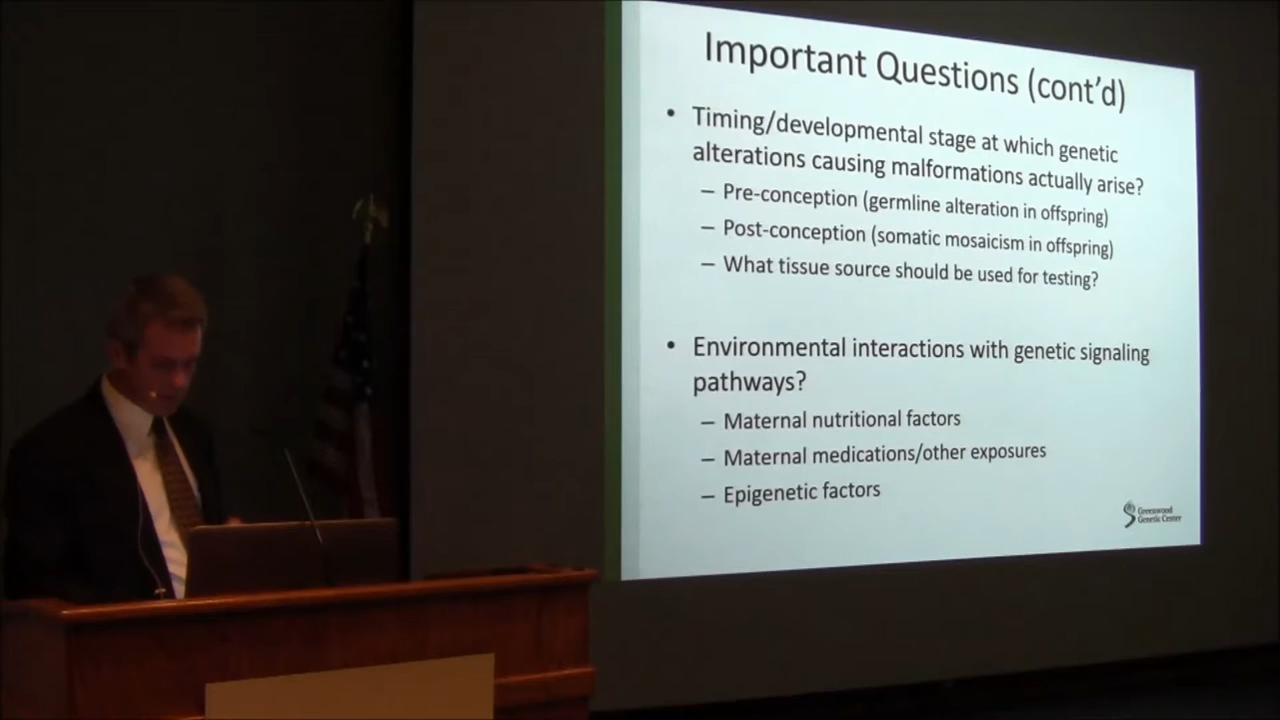 Important Questions (cont'd)
• Timing/developmental stage at which genetic
alterations causing malformations actually arise?
– Pre-conception (germline alteration in offspring)
– Post-conception (somatic mosaicism in offspring)
– What tissue source should be used for testing?
• Environmental interactions with genetic signaling
pathways?
– Maternal nutritional factors
– Maternal medications/other exposures
– Epigenetic factors
Greenwood
Genetic Center